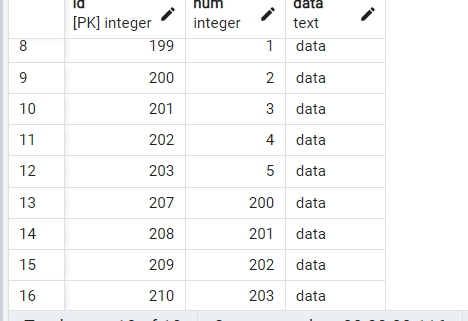 id num data
[PK] integer integer text
8 199 1 data
9 200 2 data
10 201 3 data
11 202 4 data
12 203 5 data
13 207 200 data
14 208 201 data
15 209 202 data
16 210 203 data